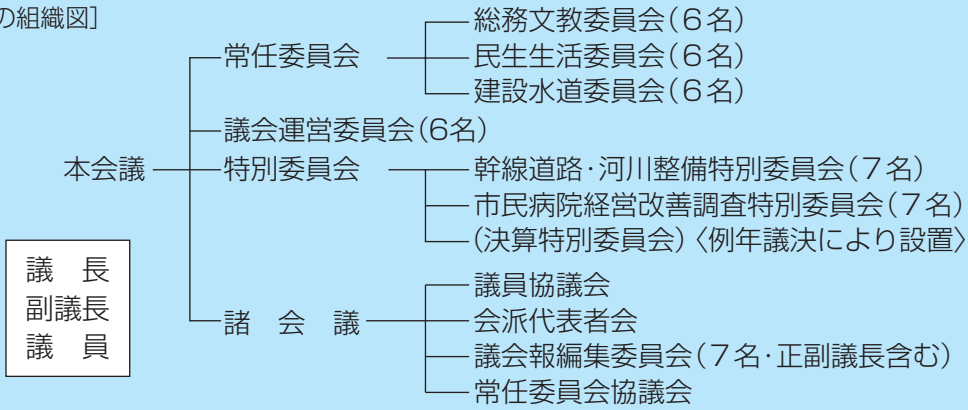 の組織図]
総務文教委員会(6名)
常任委員会
民生生活委員会(6名)
建設水道委員会(6名)
議会運営委員会(6名)
本会議
特別委員会
幹線道路・河川整備特別委員会(7名)
市民病院経営改善調査特別委員会(7名)
(決算特別委員会)〈例年議決により設置〉
議長
副議長
議員
諸会議
議員協議会
会派代表者会
議会報編集委員会(7名・正副議長含む)
常任委員会協議会